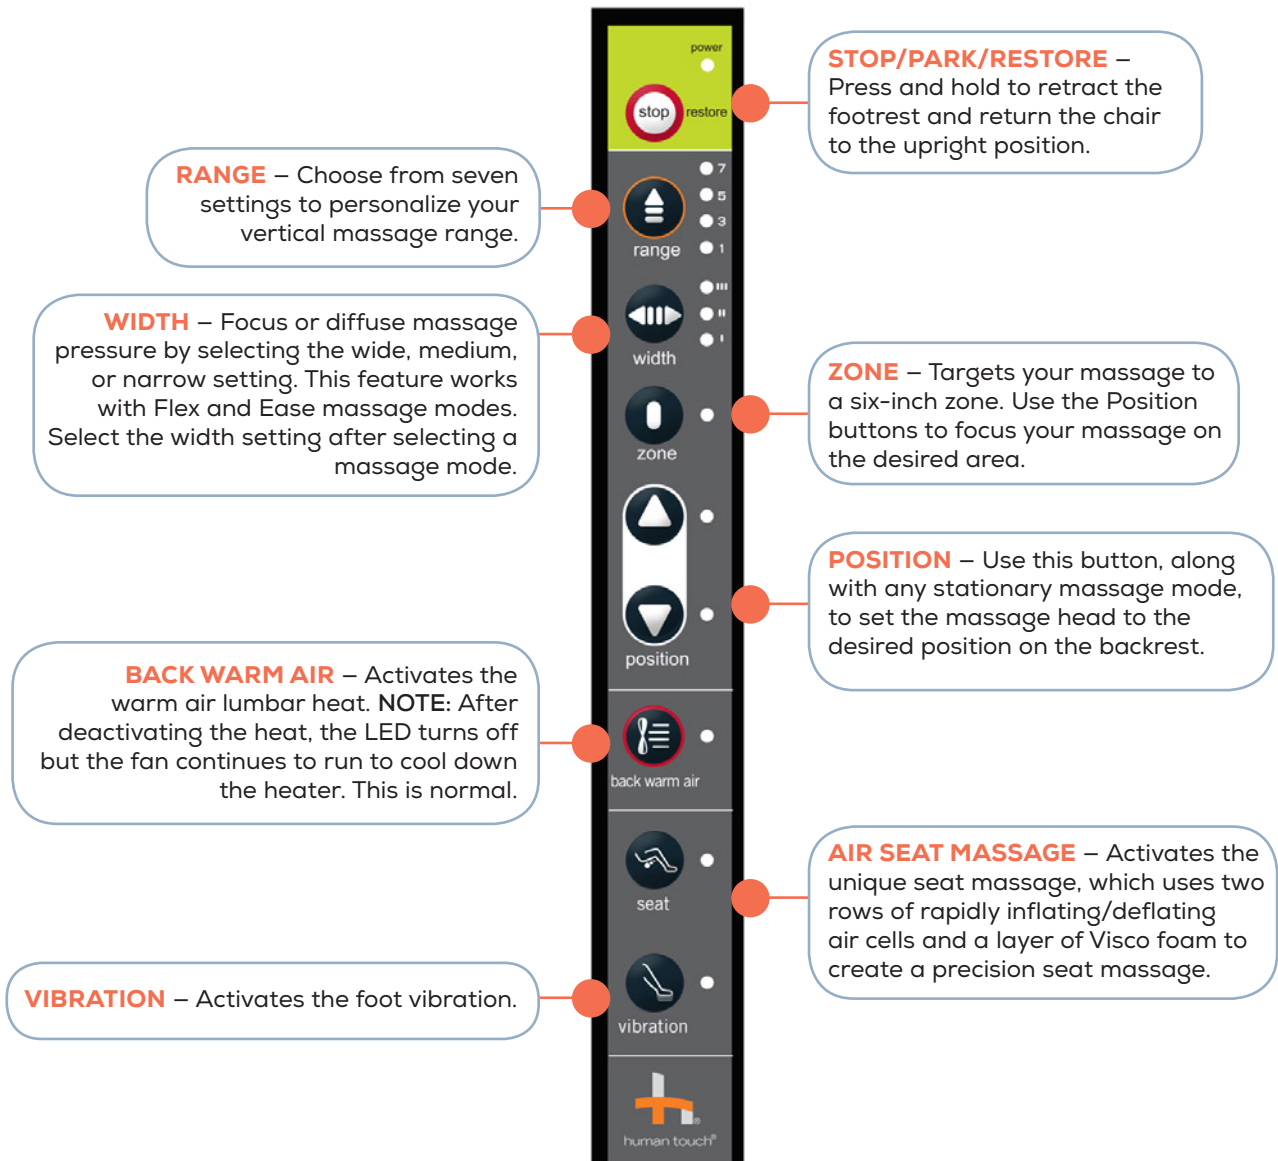 power
stop restore
STOP/PARK/RESTORE –
Press and hold to retract the
footrest and return the chair
to the upright position.
RANGE – Choose from seven
settings to personalize your
vertical massage range.
7
5
3
1
range
WIDTH – Focus or diffuse massage
pressure by selecting the wide, medium,
or narrow setting. This feature works
with Flex and Ease massage modes.
Select the width setting after selecting a
massage mode.
III
II
I
width
zone
ZONE – Targets your massage to
a six-inch zone. Use the Position
buttons to focus your massage on
the desired area.
position
POSITION – Use this button, along
with any stationary massage mode,
to set the massage head to the
desired position on the backrest.
BACK WARM AIR – Activates the
warm air lumbar heat. NOTE: After
deactivating the heat, the LED turns off
but the fan continues to run to cool down
the heater. This is normal.
back warm air
seat
AIR SEAT MASSAGE – Activates the
unique seat massage, which uses two
rows of rapidly inflating/deflating
air cells and a layer of Visco foam to
create a precision seat massage.
VIBRATION – Activates the foot vibration.
vibration
human touch®